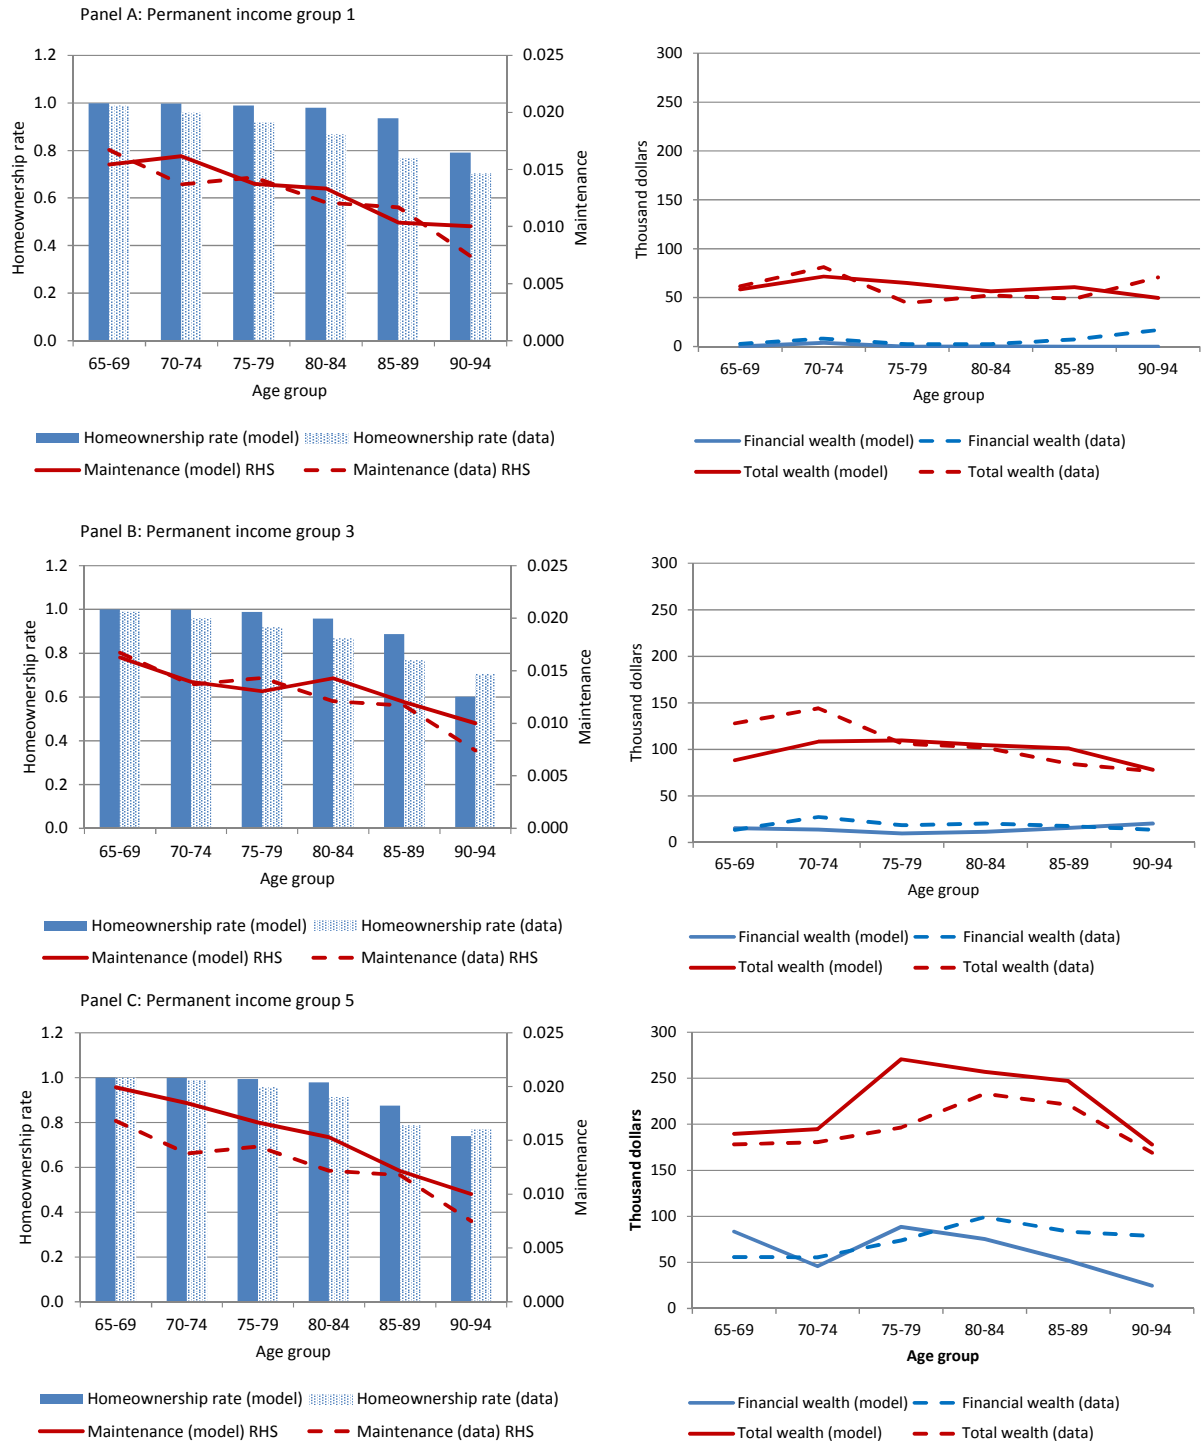 Panel A: Permanent income group 1
Homeownership rate
1.2
1.0
0.8
0.6
0.4
0.2
0.0
0.025
0.020
0.015
0.010
0.005
0.000
Maintenance
65-69 70-74 75-79 80-84 85-89 90-94
Age group
Homeownership rate (model) Homeownership rate (data)
Maintenance (model) RHS Maintenance (data) RHS
Thousand dollars
300
250
200
150
100
50
0
65-69 70-74 75-79 80-84 85-89 90-94
Age group
Financial wealth (model) Financial wealth (data)
Total wealth (model) Total wealth (data)
Panel B: Permanent income group 3
Homeownership rate
1.2
1.0
0.8
0.6
0.4
0.2
0.0
0.025
0.020
0.015
0.010
0.005
0.000
Maintenance
65-69 70-74 75-79 80-84 85-89 90-94
Age group
Homeownership rate (model) Homeownership rate (data)
Maintenance (model) RHS Maintenance (data) RHS
Thousand dollars
300
250
200
150
100
50
0
65-69 70-74 75-79 80-84 85-89 90-94
Age group
Financial wealth (model) Financial wealth (data)
Total wealth (model) Total wealth (data)
Panel C: Permanent income group 5
Homeownership rate
1.2
1.0
0.8
0.6
0.4
0.2
0.0
0.025
0.020
0.015
0.010
0.005
0.000
Maintenance
65-69 70-74 75-79 80-84 85-89 90-94
Age group
Homeownership rate (model) Homeownership rate (data)
Maintenance (model) RHS Maintenance (data) RHS
Thousand dollars
300
250
200
150
100
50
0
65-69 70-74 75-79 80-84 85-89 90-94
Age group
Financial wealth (model) Financial wealth (data)
Total wealth (model) Total wealth (data)